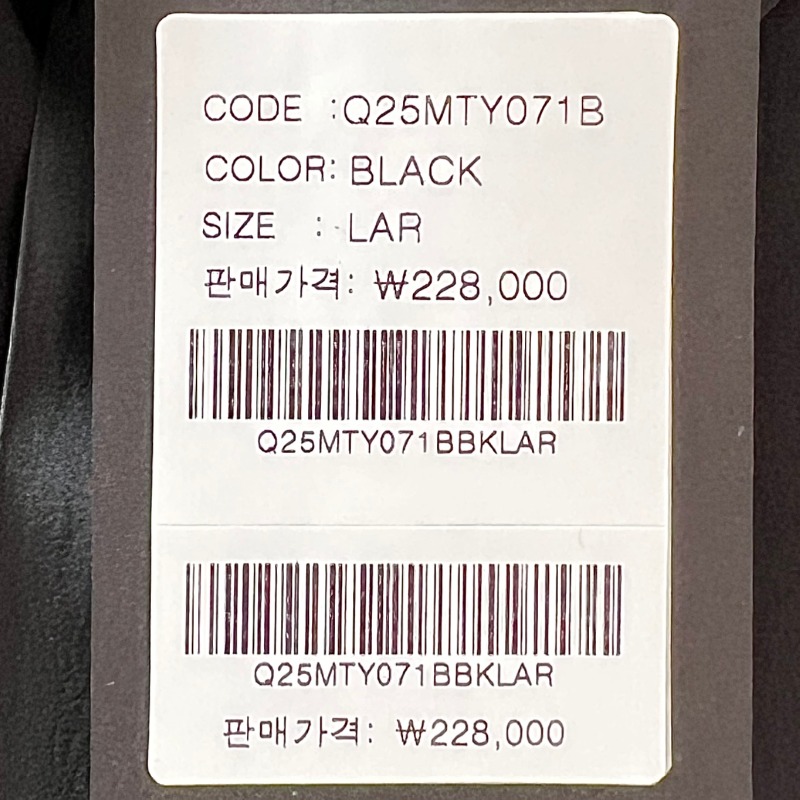 CODE :Q25MTY071B
COLOR: BLACK
SIZE : LAR
판매가격: ₩228,000
Q25MTY071BBKLAR
Q25MTY071BBKLAR
판매가격: ₩228,000